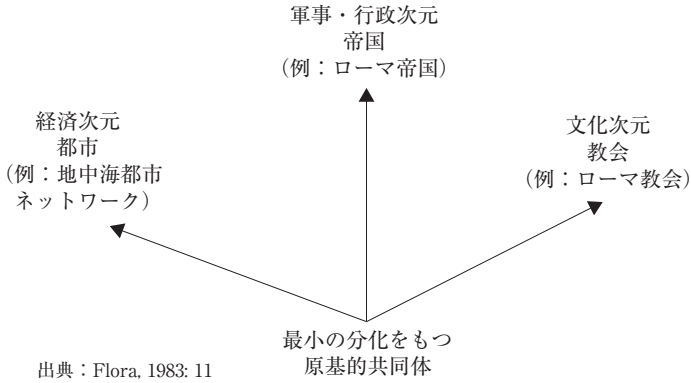 軍事・行政次元
帝国
（例：ローマ帝国）
経済次元
都市
（例：地中海都市
ネットワーク）
文化次元
教会
（例：ローマ教会）
最小の分化をもつ
原基的共同体
出典：Flora, 1983: 11